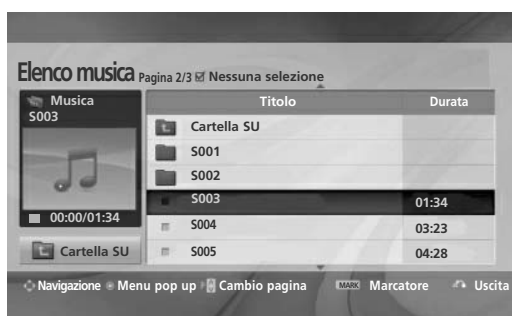 Elenco musica Pagina 2/3 Nessuna selezione
Musica
S003
00:00/01:34
Cartella SU
Titolo Durata
Cartella SU
S001
S002
S003 01:34
S004 03:23
S005 04:28
Navigazione Menu pop up Cambio pagina MARK Marcatore Uscita